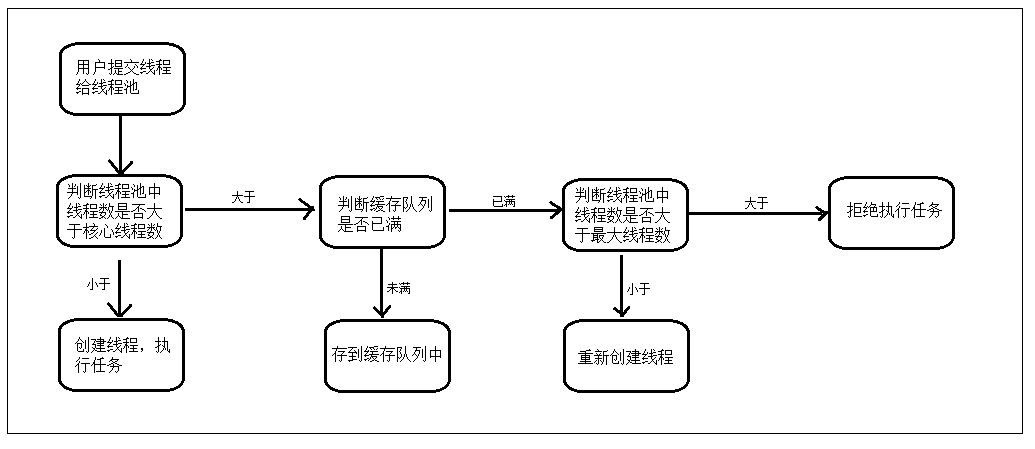 用户提交线程
给线程池
判断线程池中
线程数是否大
于核心线程数
大于
判断缓存队列
是否已满
已满
判断线程池中
线程数是否大
于最大线程数
大于
拒绝执行任务
小于
未满
小于
创建线程，执
行任务
存到缓存队列中
重新创建线程